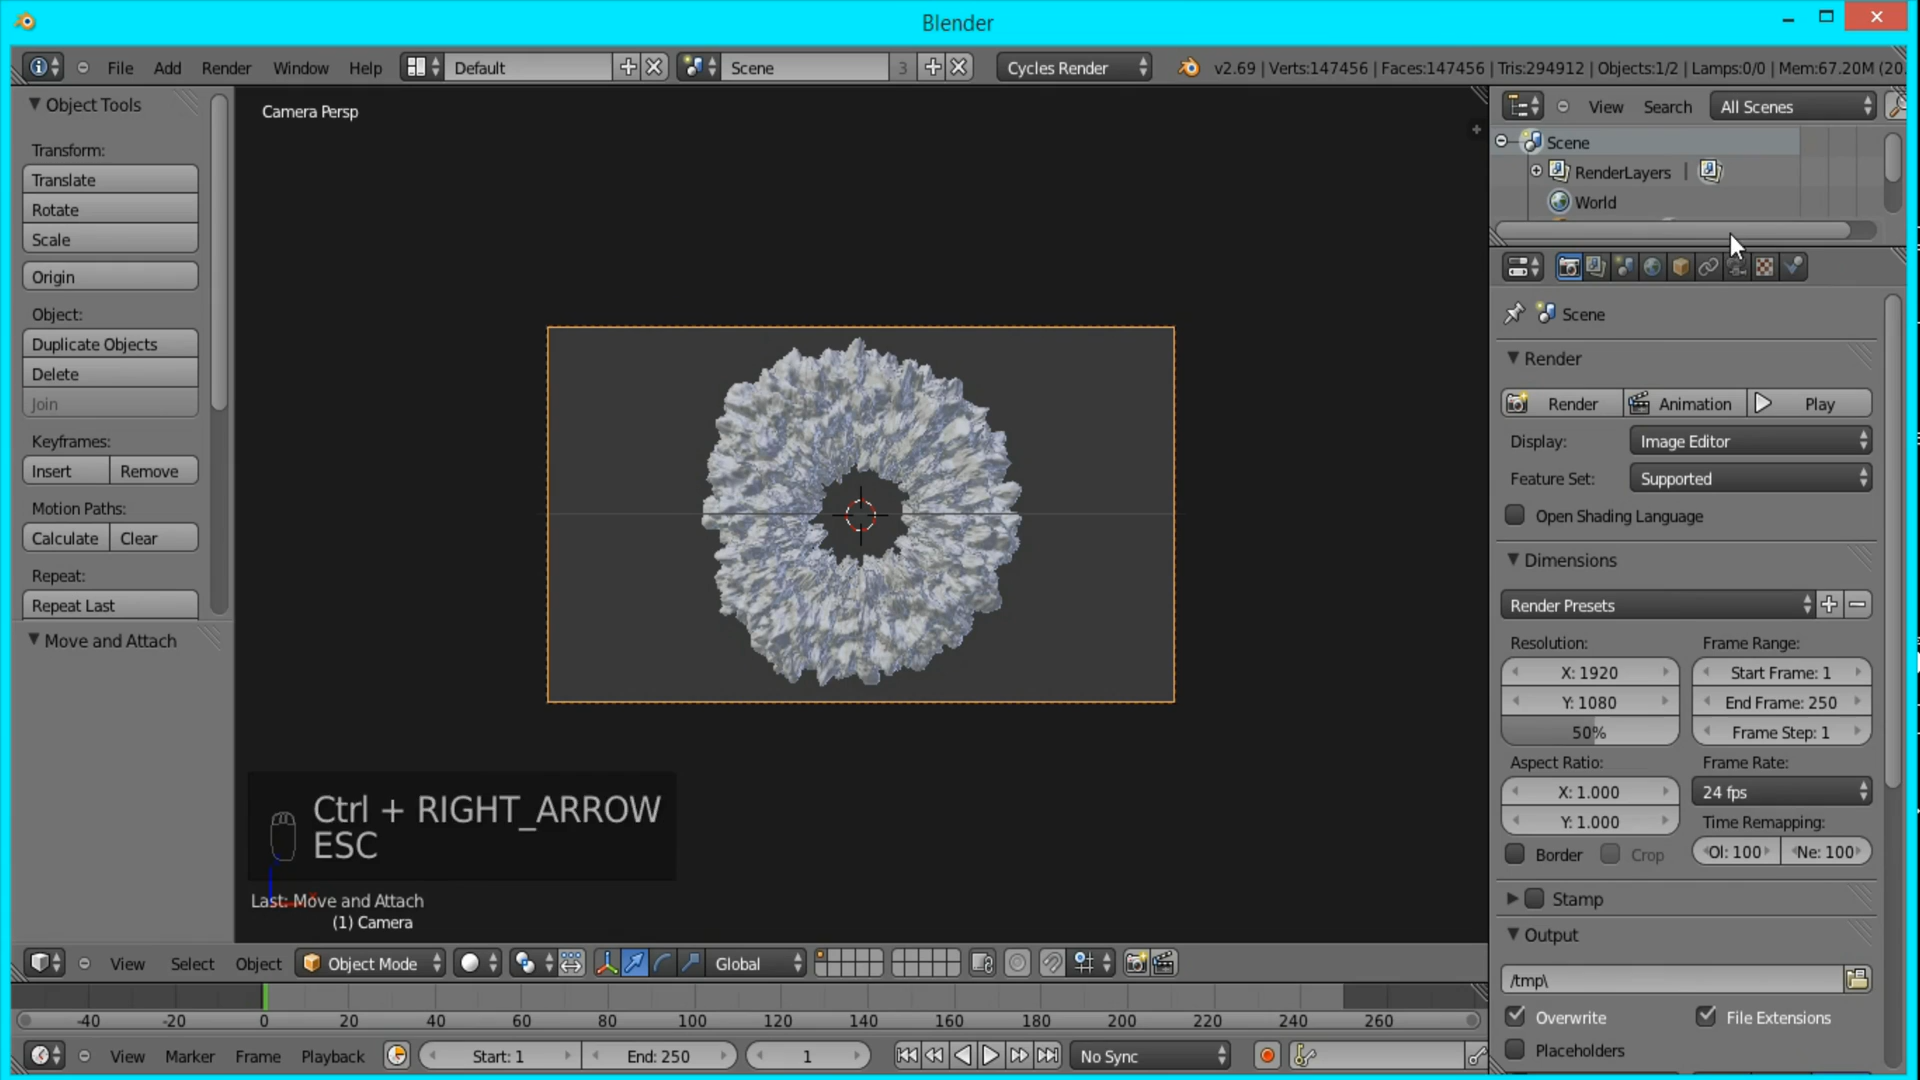 Blender
File Add Render Window Help Default Scene 3 Cycles Render v2.69 | Verts:147456 | Faces:147456 | Tris:294912 | Objects:1/2 | Lamps:0/0 | Mem:67.20M (20.
Object Tools
Transform:
Translate
Rotate
Scale
Origin
Object:
Duplicate Objects
Delete
Join
Keyframes:
Insert Remove
Motion Paths:
Calculate Clear
Repeat:
Repeat Last
Move and Attach
Camera Persp
Ctrl + RIGHT_ARROW
ESC
Last: Move and Attach
(1) Camera
View Select Object Object Mode Global
-40 -20 0 20 40 60 80 100 120 140 160 180 200 220 240 260
View Marker Frame Playback Start: 1 End: 250 1 No Sync
View Search All Scenes
Scene
RenderLayers |
World
Scene
Render
Render Animation Play
Display: Image Editor
Feature Set: Supported
Open Shading Language
Dimensions
Render Presets
Resolution: Frame Range:
X: 1920 Start Frame: 1
Y: 1080 End Frame: 250
50% Frame Step: 1
Aspect Ratio: Frame Rate:
X: 1.000 24 fps
Y: 1.000 Time Remapping:
Border Crop Ol: 100 Ne: 100
Stamp
Output
/tmp\
Overwrite File Extensions
Placeholders